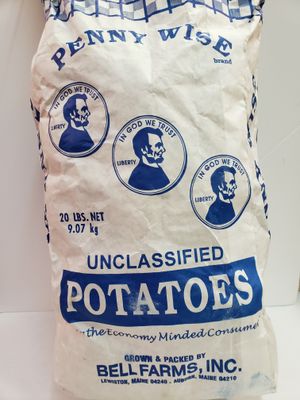 PENNY WISE
brand
IN GOD WE TRUST
LIBERTY
IN GOD WE TRUST
LIBERTY
IN GOD WE TRUST
LIBERTY
20 LBS. NET
9.07 kg
UNCLASSIFIED
POTATOES
the Economy Minded Consumer
GROWN & PACKED BY
BELL FARMS, INC.
LEWISTON, MAINE 04240 - AUBURN, MAINE 04210